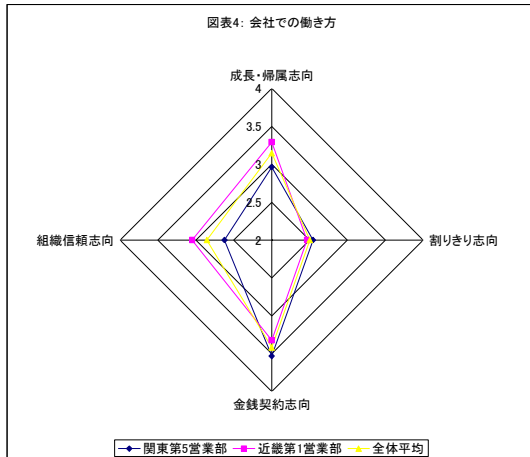 図表4: 会社での働き方
成長・帰属志向
4
3.5
3
2.5
2
組織信頼志向
割りきり志向
金銭契約志向
関東第5営業部 近畿第1営業部 全体平均